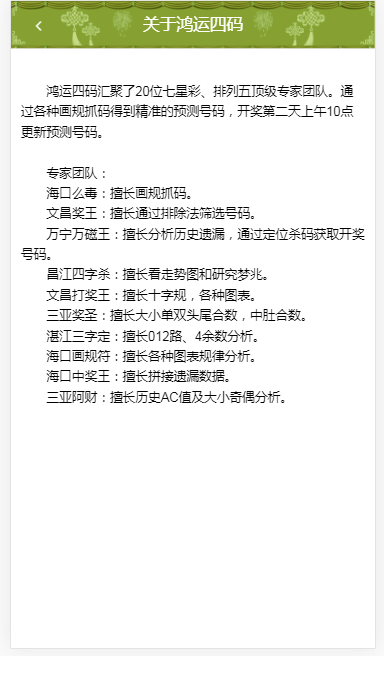 关于鸿运四码
鸿运四码汇聚了20位七星彩、排列五顶级专家团队。通
过各种画规抓码得到精准的预测号码，开奖第二天上午10点
更新预测号码。
专家团队：
海口么毒：擅长画规抓码。
文昌奖王：擅长通过排除法筛选号码。
万宁万磁王：擅长分析历史遗漏，通过定位杀码获取开奖
号码。
昌江四字杀：擅长看走势图和研究梦兆。
文昌打奖王：擅长十字规，各种图表。
三亚奖圣：擅长大小单双头尾合数，中肚合数。
湛江三字定：擅长012路、4余数分析。
海口画规符：擅长各种图表规律分析。
海口中奖王：擅长拼接遗漏数据。
三亚阿财：擅长历史AC值及大小奇偶分析。